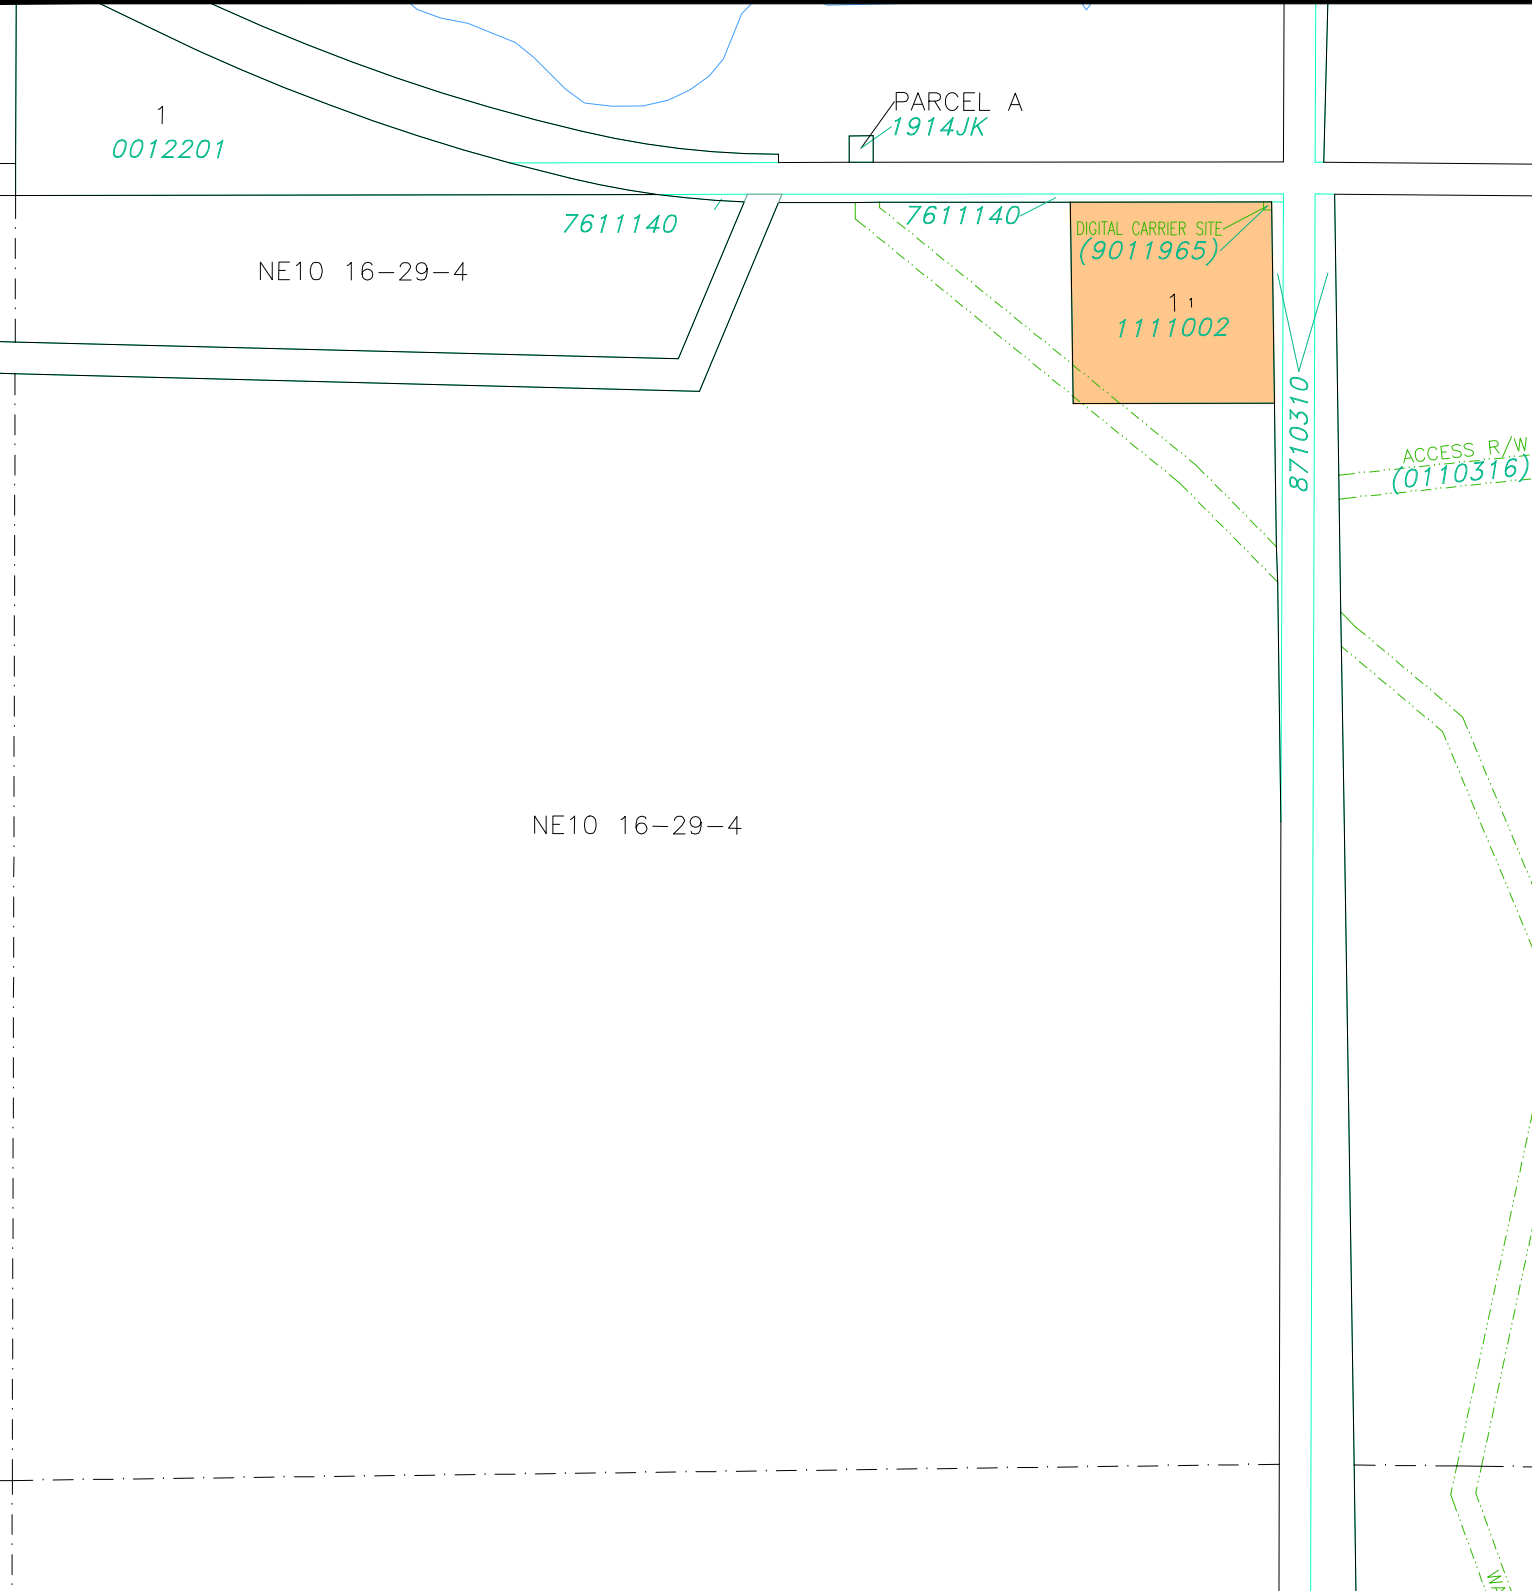 PARCEL A
1914JK
1
0012201
7611140
7611140
DIGITAL CARRIER SITE
(9011965)
NE10 16-29-4
1 1
1111002
8710310
ACCESS R/W
(0110316)
NE10 16-29-4